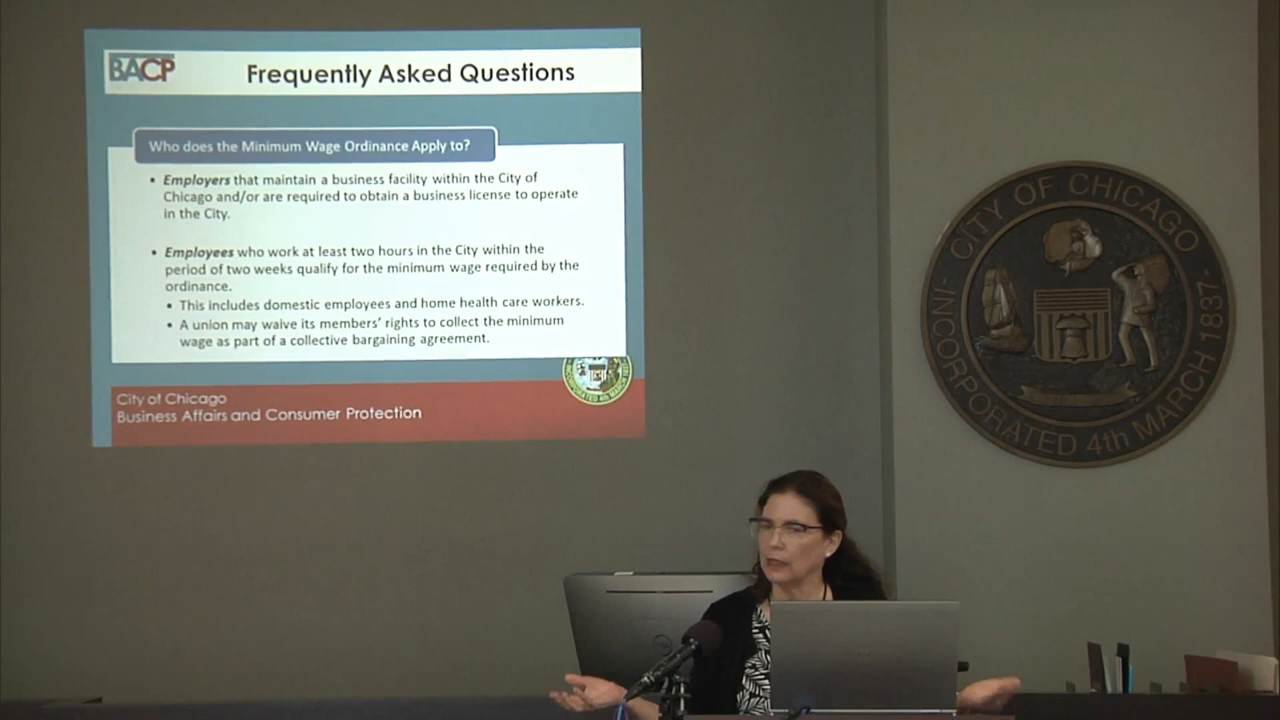 BACP
Frequently Asked Questions
Who does the Minimum Wage Ordinance Apply to?
• Employers that maintain a business facility within the City of
Chicago and/or are required to obtain a business license to operate
in the City.
• Employees who work at least two hours in the City within the
period of two weeks qualify for the minimum wage required by the
ordinance.
• This includes domestic employees and home health care workers.
• A union may waive its members’ rights to collect the minimum
wage as part of a collective bargaining agreement.
City of Chicago
Business Affairs and Consumer Protection
CITY OF CHICAGO
INCORPORATED 4th MARCH 1837